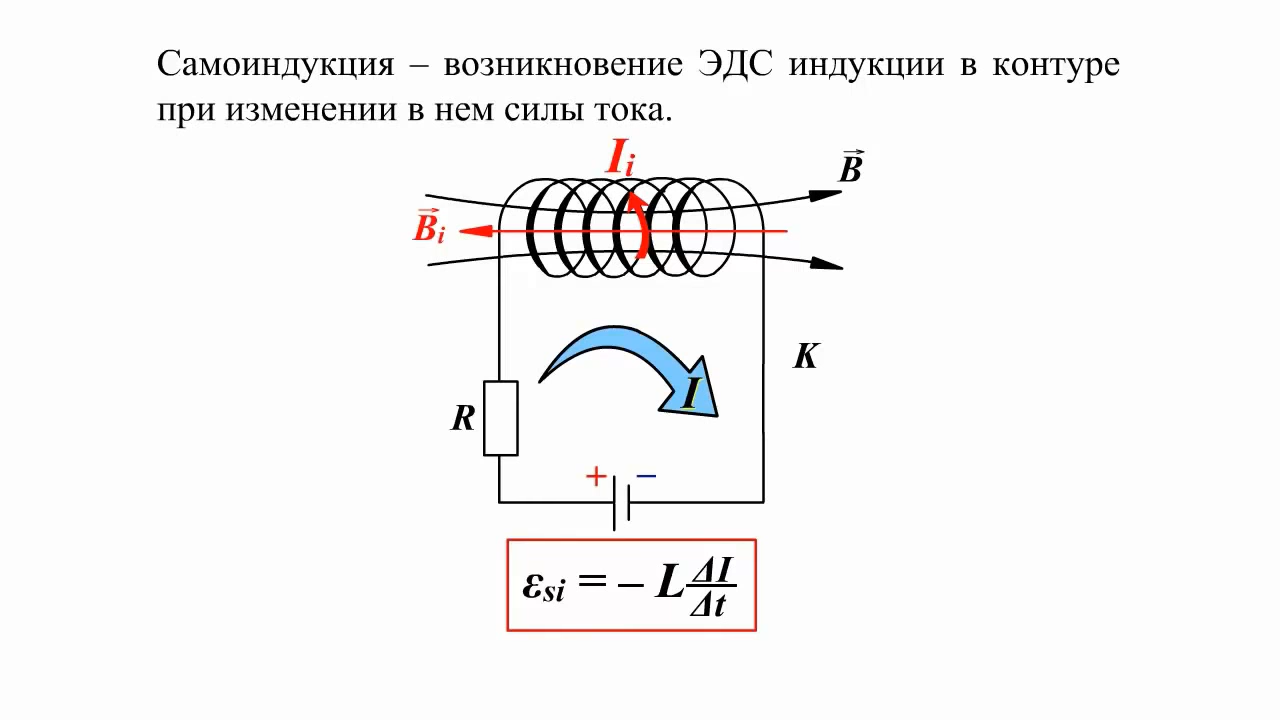 Самоиндукция – возникновение ЭДС индукции в контуре
при изменении в нем силы тока.
Iᵢ
B⃗
B⃗ᵢ
K
I
R
+ –
εsi = – L ΔI/Δt